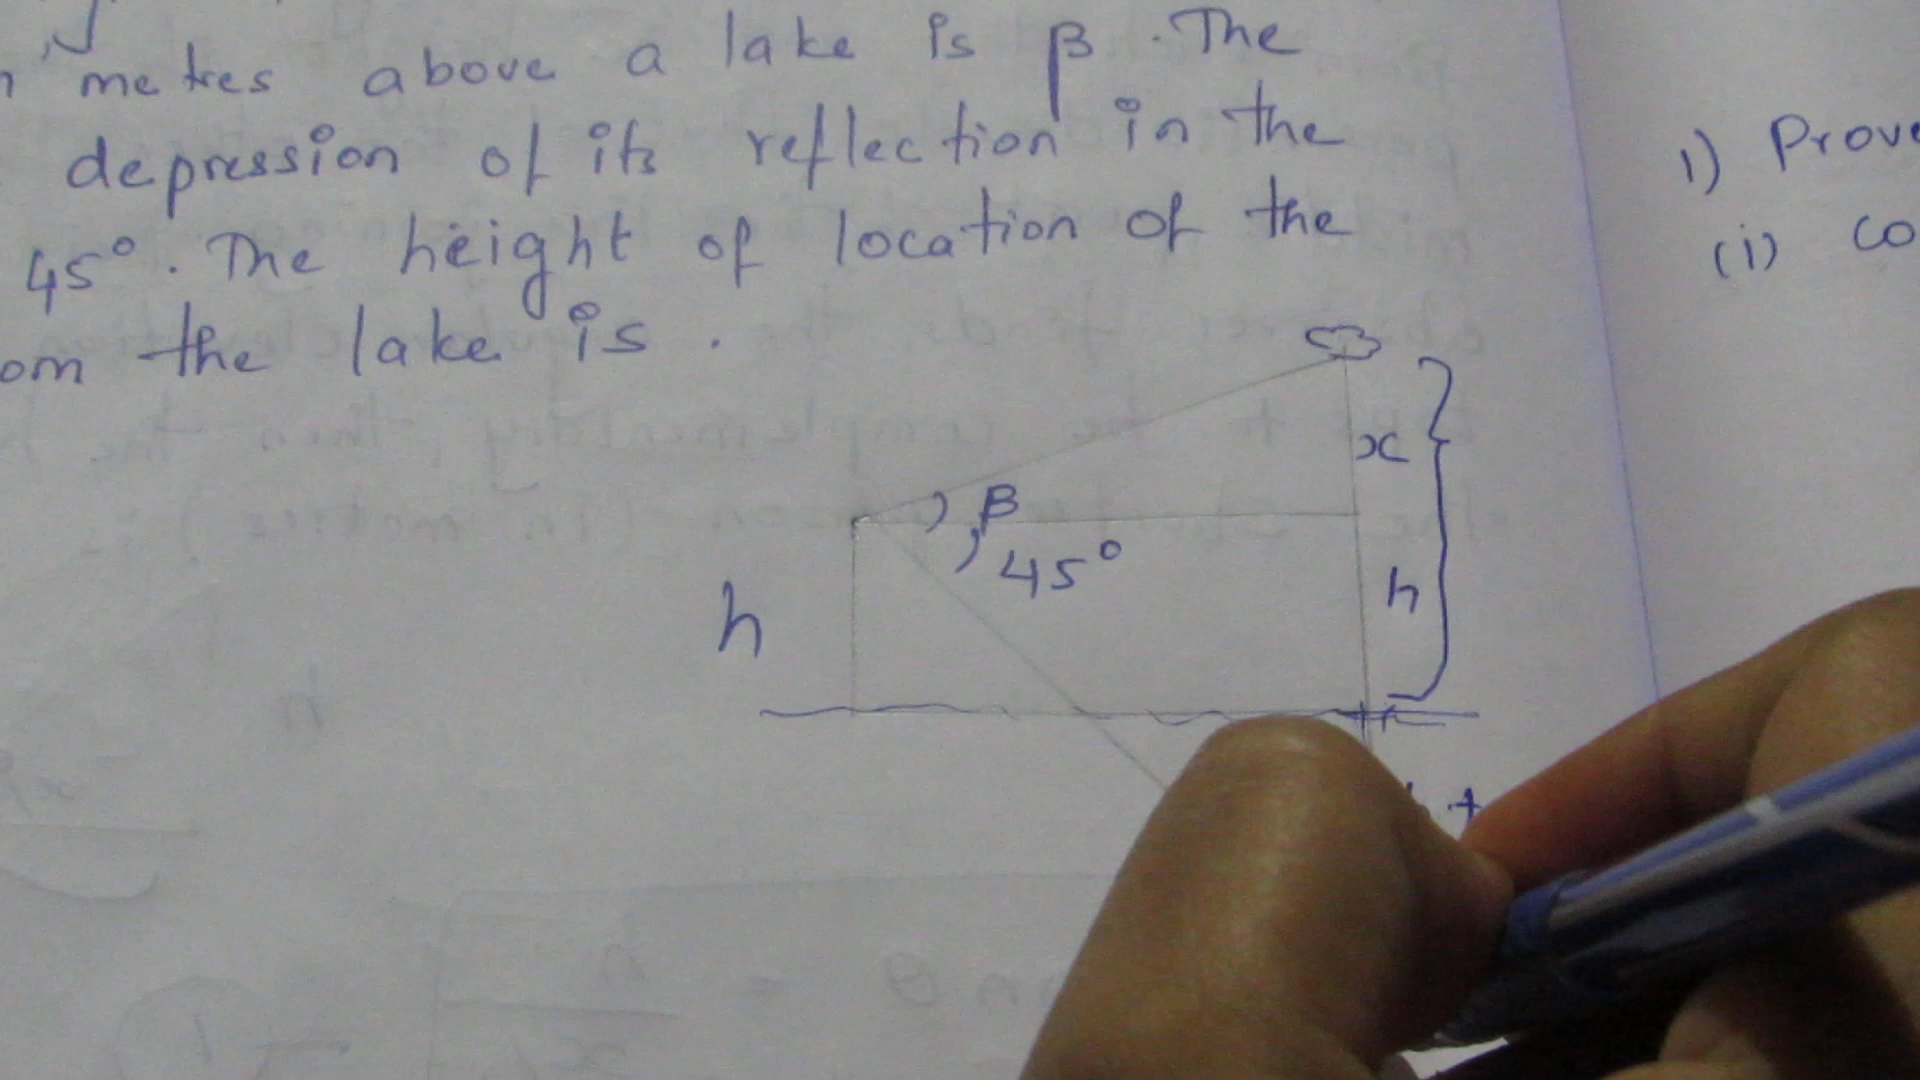 metres above a lake is β. The
depression of its reflection in the
45°. The height of location of the
om the lake is.
β
45°
x
h
h
+
1) Prove
(i) co